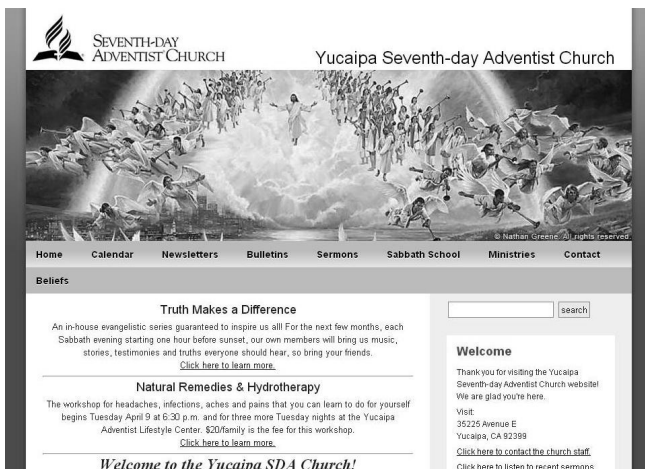 SEVENTH-DAY
ADVENTIST CHURCH
Yucaipa Seventh-day Adventist Church
© Nathan Greene. All rights reserved
Home Calendar Newsletters Bulletins Sermons Sabbath School Ministries Contact
Beliefs
Truth Makes a Difference
An in-house evangelistic series guaranteed to inspire us all! For the next few months, each
Sabbath evening starting one hour before sunset, our own members will bring us music,
stories, testimonies and truths everyone should hear, so bring your friends.
Click here to learn more.
Natural Remedies & Hydrotherapy
The workshop for headaches, infections, aches and pains that you can learn to do for yourself
begins Tuesday April 9 at 6:30 p.m. and for three more Tuesday nights at the Yucaipa
Adventist Lifestyle Center. $20/family is the fee for this workshop.
Click here to learn more.
Welcome to the Yucaipa SDA Church!
search
Welcome
Thank you for visiting the Yucaipa
Seventh-day Adventist Church website!
We are glad you're here.
Visit:
35225 Avenue E
Yucaipa, CA 92399
Click here to contact the church staff.
Click here to listen to recent sermons